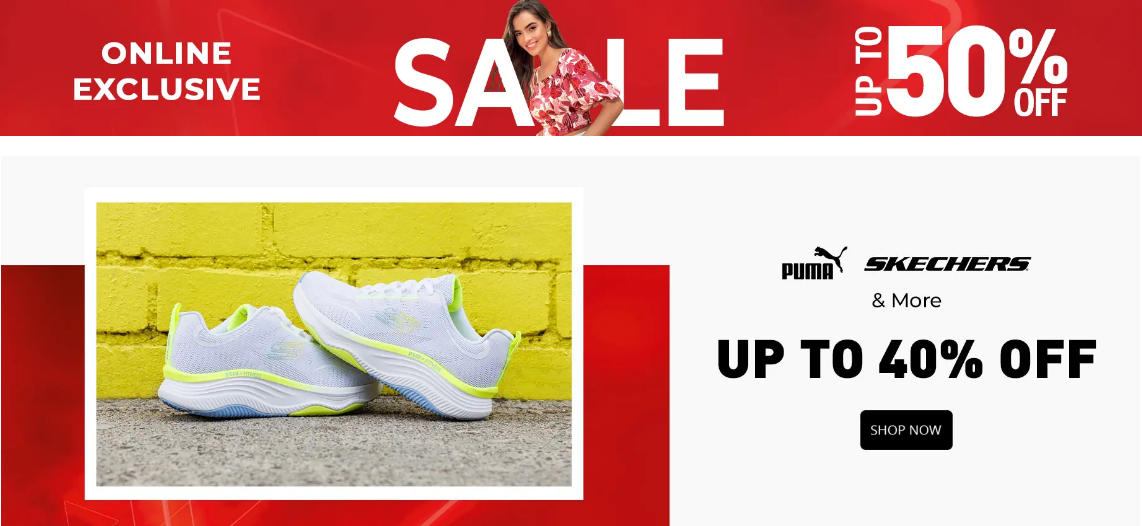 ONLINE
EXCLUSIVE
SALE
UP TO
50%
OFF
PUMA SKECHERS
& More
UP TO 40% OFF
SHOP NOW